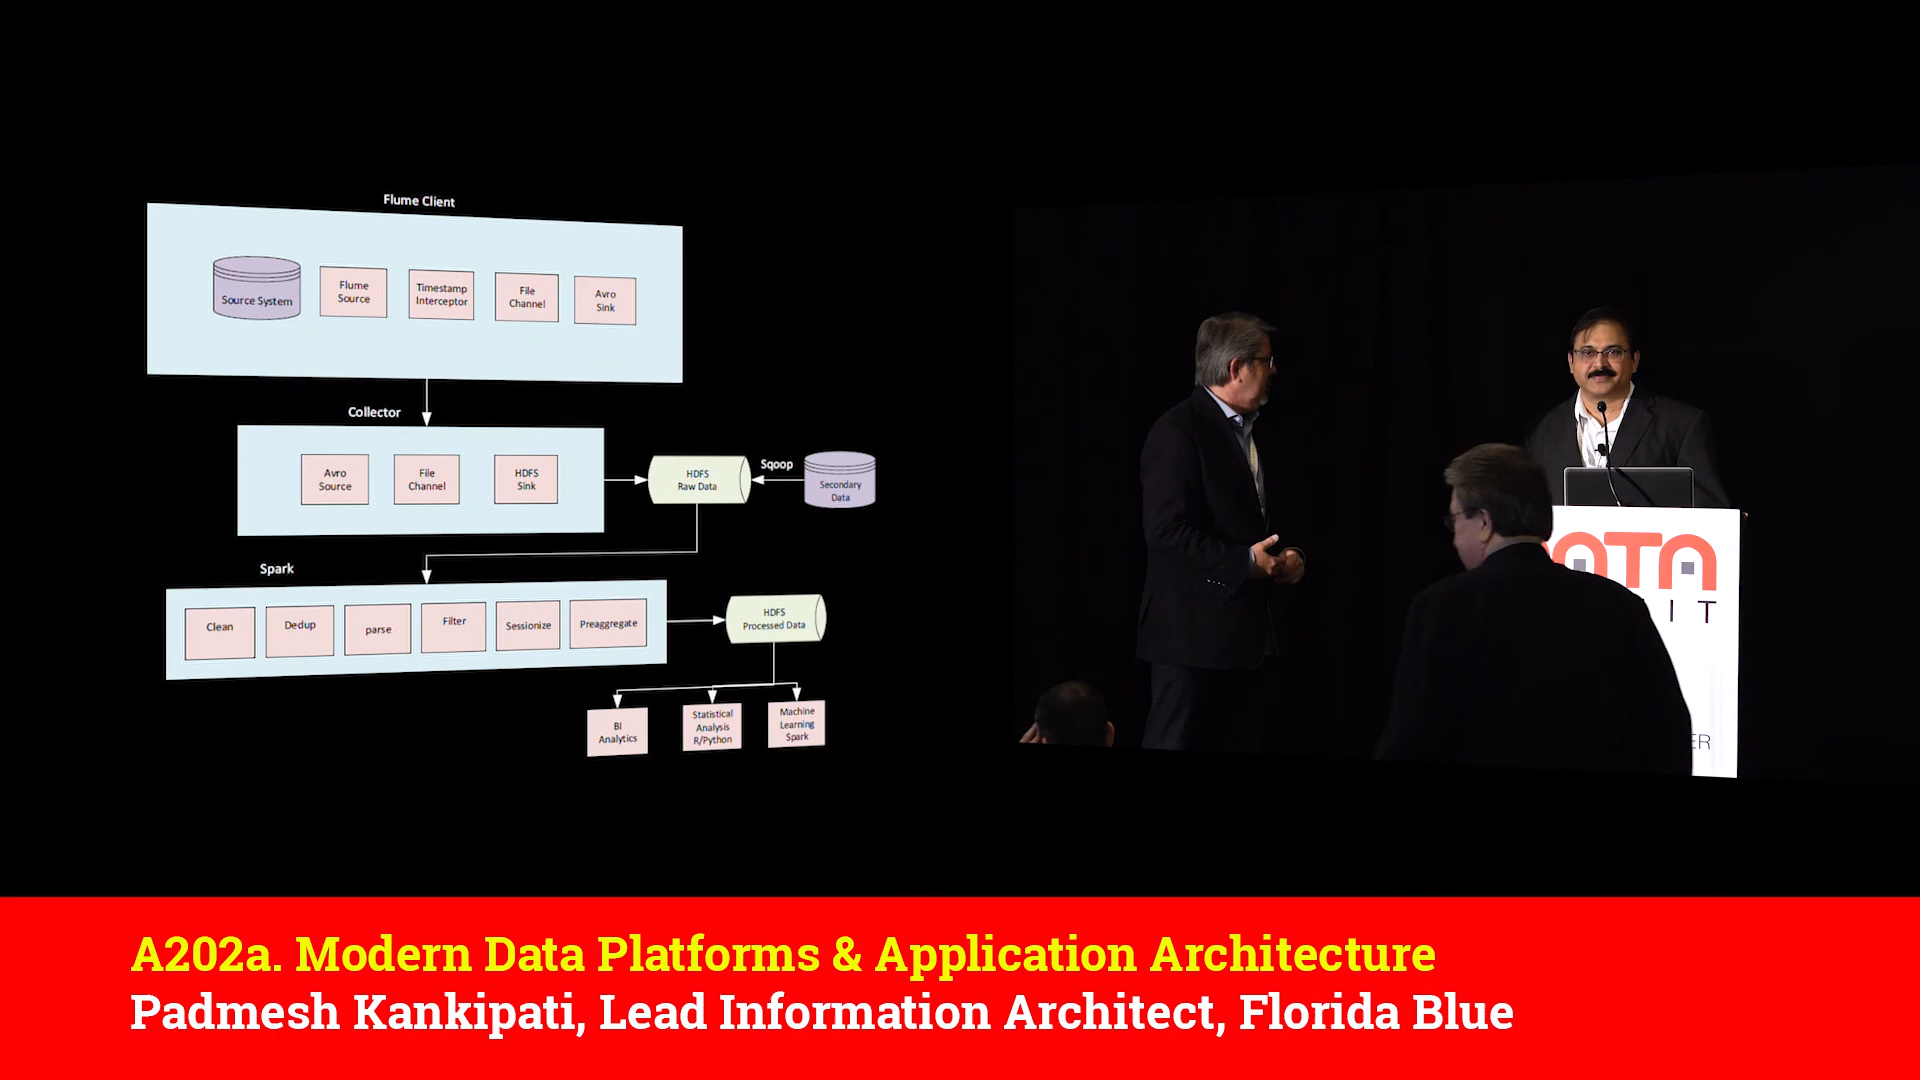 Flume Client
Source System
Flume
Source
Timestamp
Interceptor
File
Channel
Avro
Sink
Collector
Avro
Source
File
Channel
HDFS
Sink
HDFS
Raw Data
Sqoop
Secondary
Data
Spark
Clean
Dedup
parse
Filter
Sessionize
Preaggregate
HDFS
Processed Data
BI
Analytics
Statistical
Analysis
R/Python
Machine
Learning
Spark
A202a. Modern Data Platforms & Application Architecture
Padmesh Kankipati, Lead Information Architect, Florida Blue